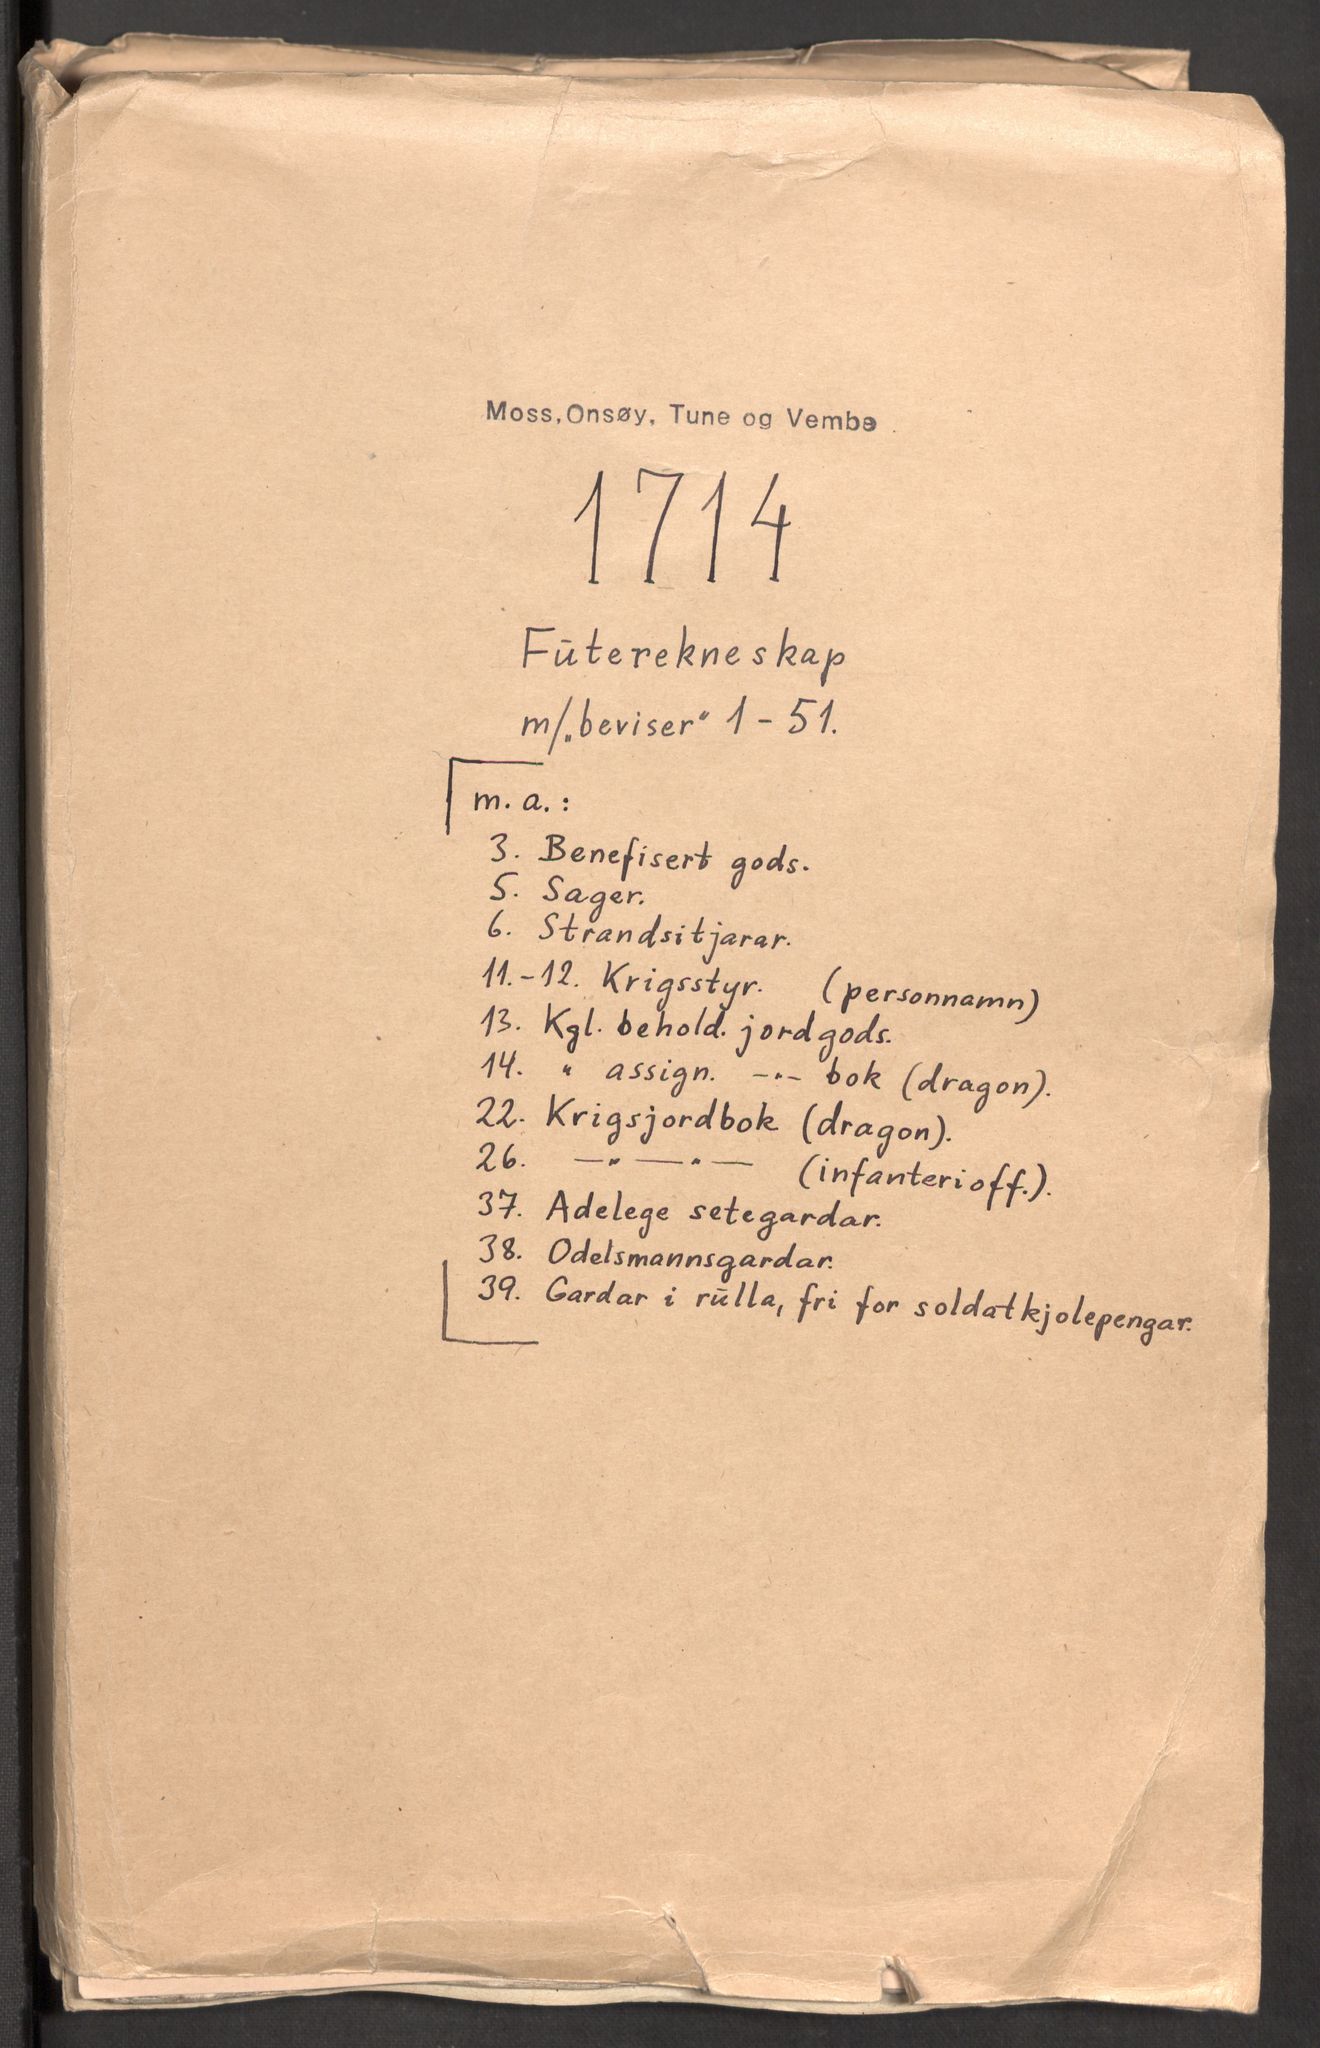 Moss, Onsøy, Tune og Vembe
1714
Fūterekneskap
m/„beviser“ 1 - 51.
m. a. :
3. Benefisert gods.
5. Sager.
6. Strandsitjarar.
11.-12. Krigsstyr. (personnamn)
13. Kgl. behold. jordgods.
14. " assign. -"- bok (dragon).
22. Krigsjordbok (dragon).
26. —"—"— (infanterioff.).
37. Adelege setegardar.
38. Odelsmannsgardar.
39. Gardar i rūlla, fri for soldatkjolepengar.